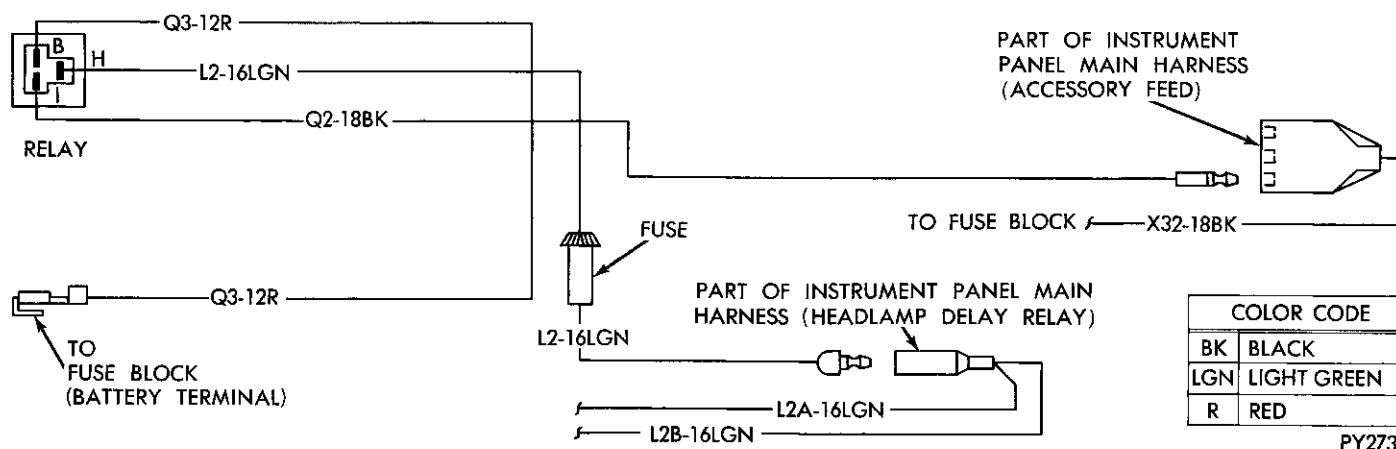 Q3-12R
B
H
L2-16LGN
I
Q2-18BK
RELAY
PART OF INSTRUMENT
PANEL MAIN HARNESS
(ACCESSORY FEED)
TO FUSE BLOCK
X32-18BK
FUSE
Q3-12R
TO
FUSE BLOCK
(BATTERY TERMINAL)
L2-16LGN
PART OF INSTRUMENT PANEL MAIN
HARNESS (HEADLAMP DELAY RELAY)
L2A-16LGN
L2B-16LGN
COLOR CODE
BK BLACK
LGN LIGHT GREEN
R RED
PY273